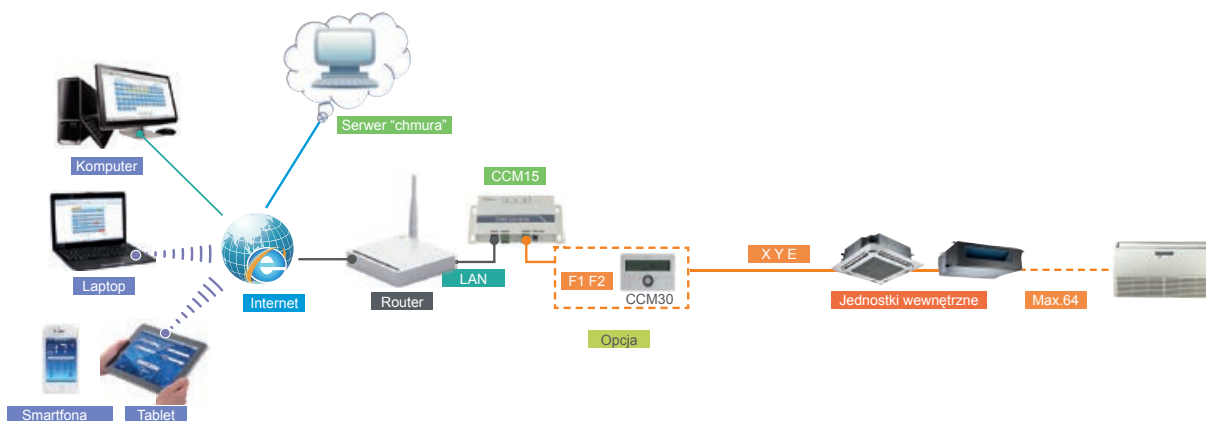 Serwer “chmura”
Komputer
CCM15
Laptop
Internet
Router
LAN
F1 F2
CCM30
X Y E
Jednostki wewnętrzne
Max.64
Opcja
Smartfona
Tablet